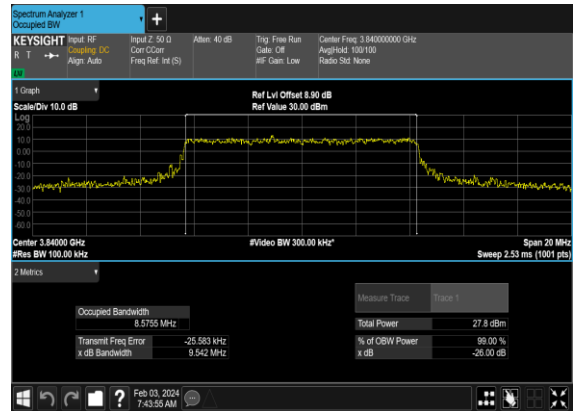 Spectrum Analyzer 1
Occupied BW
+
KEYSIGHT
R T
LXI
Input: RF
Coupling: DC
Align: Auto
Input Z: 50 Ω
Corr CCorr
Freq Ref: Int (S)
Atten: 40 dB
Trig: Free Run
Gate: Off
#IF Gain: Low
Center Freq: 3.840000000 GHz
Avg|Hold: 100/100
Radio Std: None
1 Graph
Scale/Div 10.0 dB
Ref Lvl Offset 8.90 dB
Ref Value 30.00 dBm
Log
20.0
10.0
0.00
-10.0
-20.0
-30.0
-40.0
-50.0
-60.0
Center 3.84000 GHz
#Res BW 100.00 kHz
#Video BW 300.00 kHz*
Span 20 MHz
Sweep 2.53 ms (1001 pts)
2 Metrics
Measure Trace Trace 1
Occupied Bandwidth
8.5755 MHz
Total Power 27.8 dBm
Transmit Freq Error -25.583 kHz
% of OBW Power 99.00 %
x dB Bandwidth 9.542 MHz
x dB -26.00 dB
?
Feb 03, 2024
7:43:55 AM